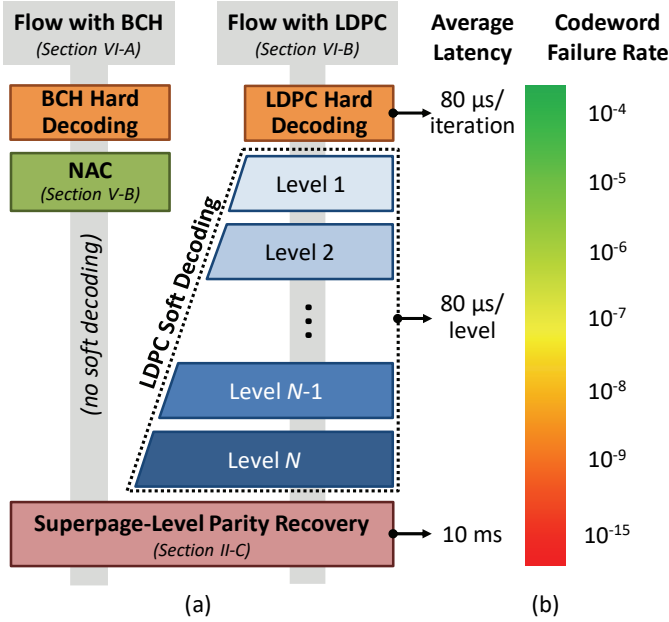 Flow with BCH
(Section VI-A)
Flow with LDPC
(Section VI-B)
Average
Latency
Codeword
Failure Rate
BCH Hard
Decoding
LDPC Hard
Decoding
80 µs/
iteration
NAC
(Section V-B)
(no soft decoding)
LDPC Soft Decoding
Level 1
Level 2
⋮
Level N-1
Level N
80 µs/
level
Superpage-Level Parity Recovery
(Section II-C)
10 ms
10⁻⁴
10⁻⁵
10⁻⁶
10⁻⁷
10⁻⁸
10⁻⁹
10⁻¹⁵
(a)
(b)